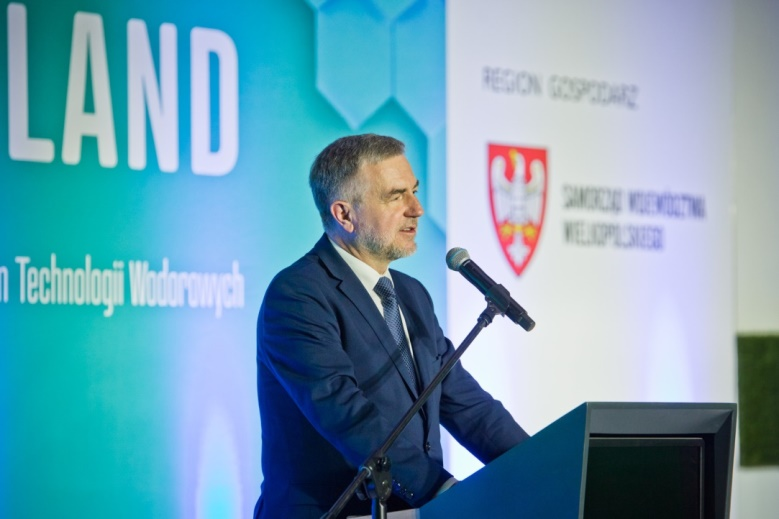 LAND
Technologii Wodorowych
REGION GOSPODARZ
SAMORZĄD WOJEWÓDZTWA
WIELKOPOLSKIEGO